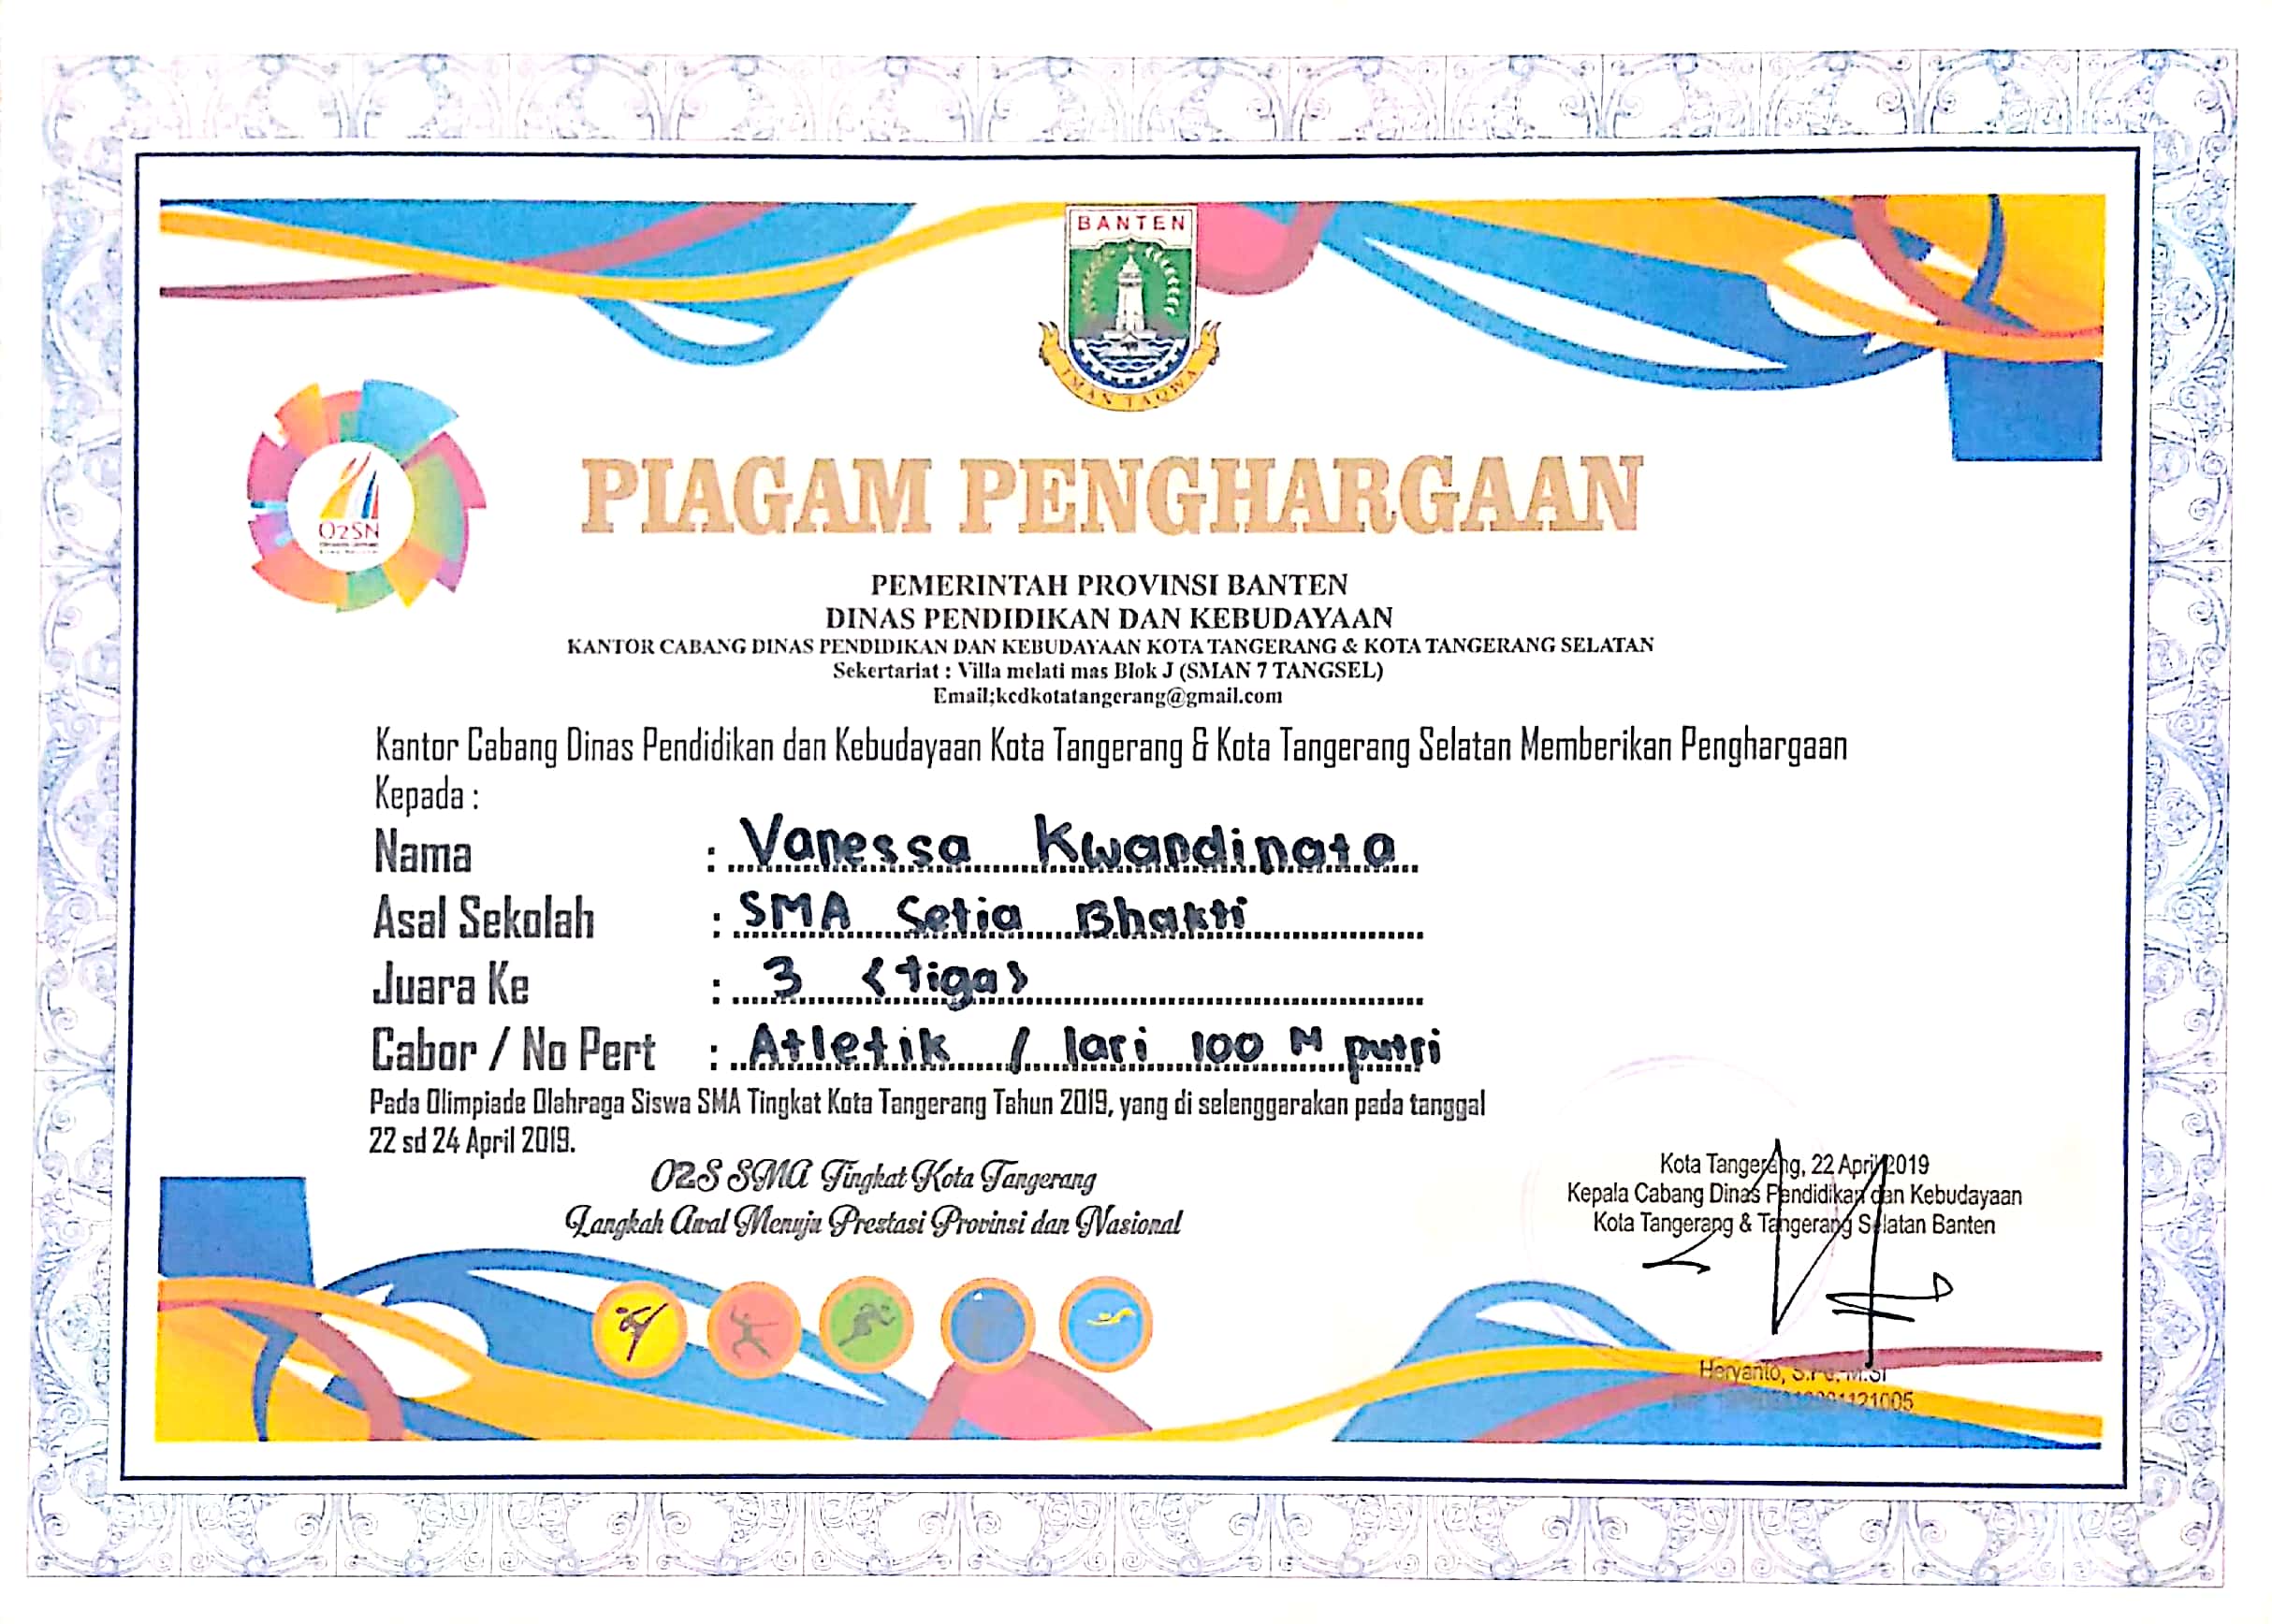 BANTEN
IMAN TAQWA
O2SN
PIAGAM PENGHARGAAN
PEMERINTAH PROVINSI BANTEN
DINAS PENDIDIKAN DAN KEBUDAYAAN
KANTOR CABANG DINAS PENDIDIKAN DAN KEBUDAYAAN KOTA TANGERANG & KOTA TANGERANG SELATAN
Sekertariat : Villa melati mas Blok J (SMAN 7 TANGSEL)
Email;kcdkotatangerang@gmail.com
Kantor Cabang Dinas Pendidikan dan Kebudayaan Kota Tangerang & Kota Tangerang Selatan Memberikan Penghargaan
Kepada :
Nama : Vanessa Kwandinata
Asal Sekolah : SMA Setia Bhakti
Juara Ke : 3 (tiga)
Cabor / No Pert : Atletik / lari 100 M putri
Pada Olimpiade Olahraga Siswa SMA Tingkat Kota Tangerang Tahun 2019, yang di selenggarakan pada tanggal
22 sd 24 April 2019.
O2S SMA Tingkat Kota Tangerang
Langkah Awal Menuju Prestasi Provinsi dan Nasional
Kota Tangerang, 22 April 2019
Kepala Cabang Dinas Pendidikan dan Kebudayaan
Kota Tangerang & Tangerang Selatan Banten
Heryanto, S.Pd, M.Si